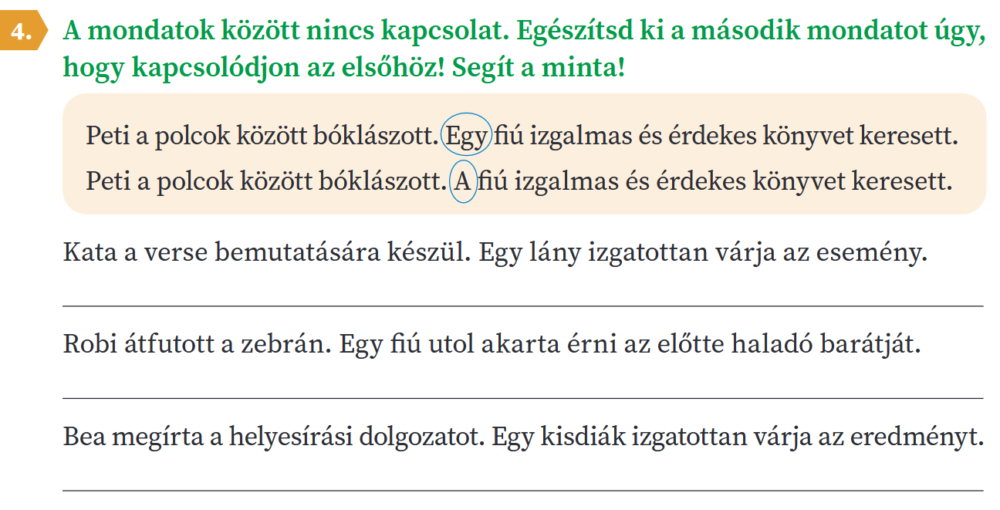 4. A mondatok között nincs kapcsolat. Egészítsd ki a második mondatot úgy,
hogy kapcsolódjon az elsőhöz! Segít a minta!
Peti a polcok között bóklászott. Egy fiú izgalmas és érdekes könyvet keresett.
Peti a polcok között bóklászott. A fiú izgalmas és érdekes könyvet keresett.
Kata a verse bemutatására készül. Egy lány izgatottan várja az esemény.
Robi átfutott a zebrán. Egy fiú utol akarta érni az előtte haladó barátját.
Bea megírta a helyesírási dolgozatot. Egy kisdiák izgatottan várja az eredményt.